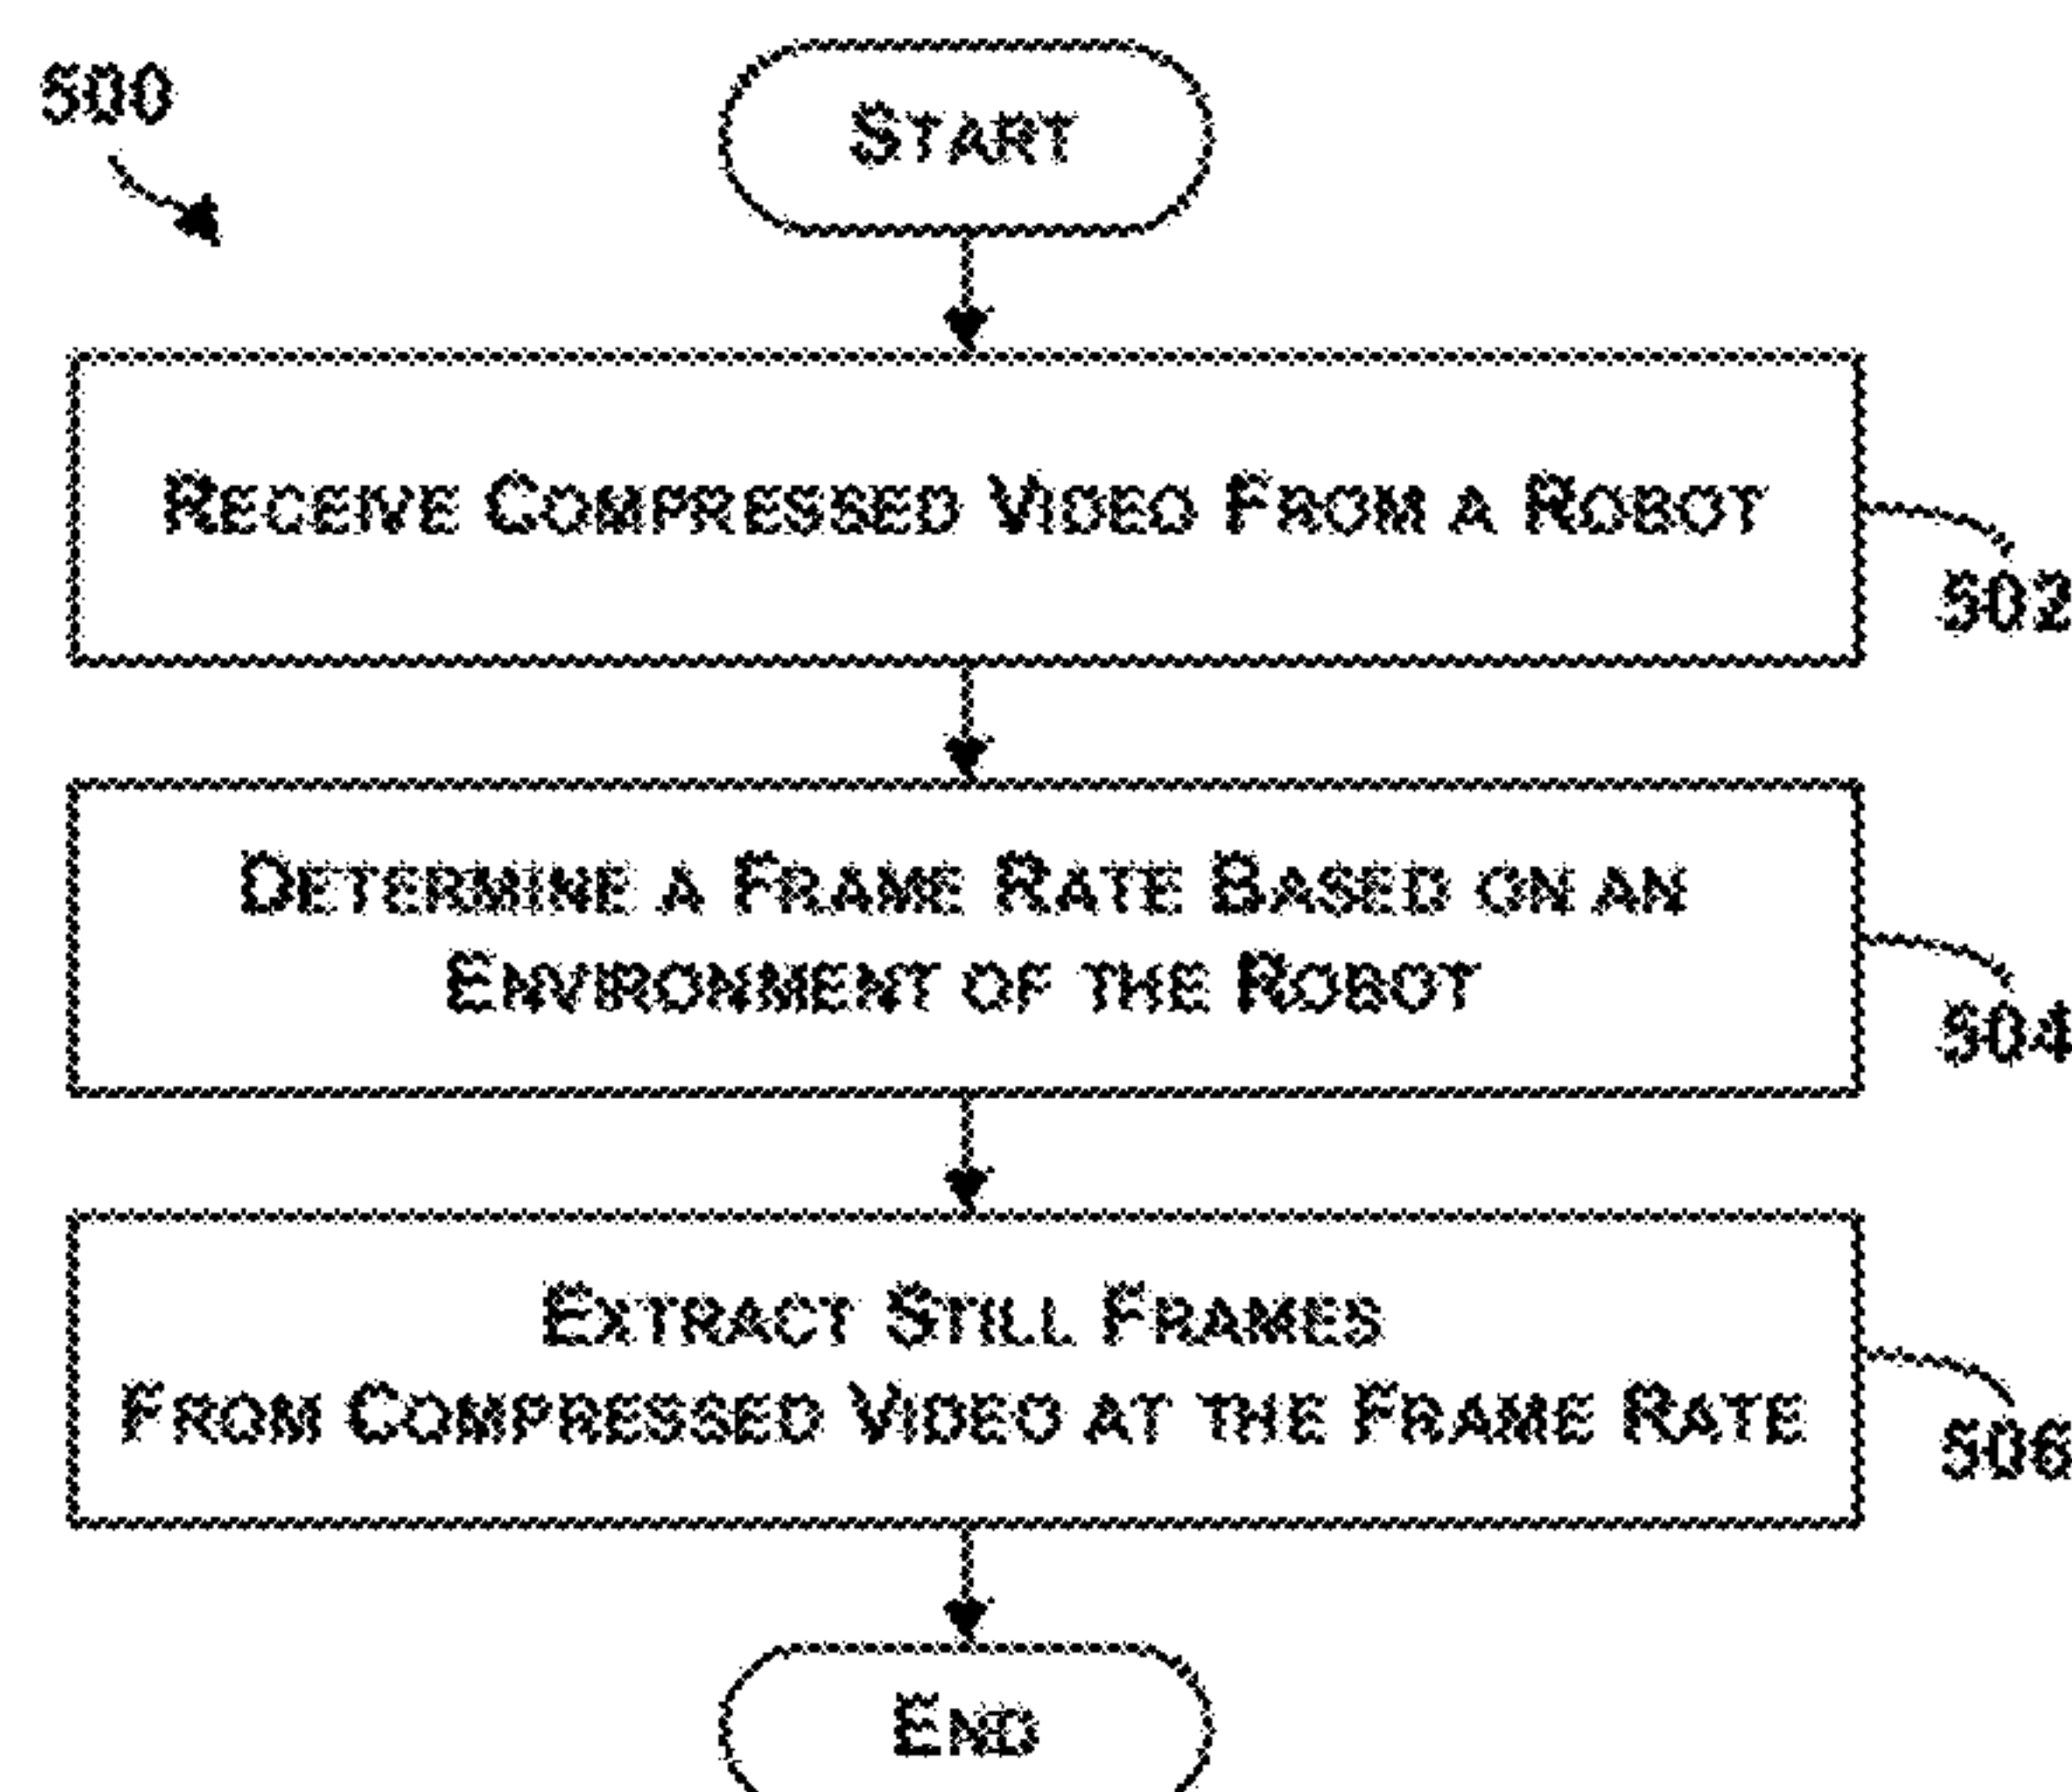 500
START
RECEIVE COMPRESSED VIDEO FROM A ROBOT
502
DETERMINE A FRAME RATE BASED ON AN
ENVIRONMENT OF THE ROBOT
504
EXTRACT STILL FRAMES
FROM COMPRESSED VIDEO AT THE FRAME RATE
506
END